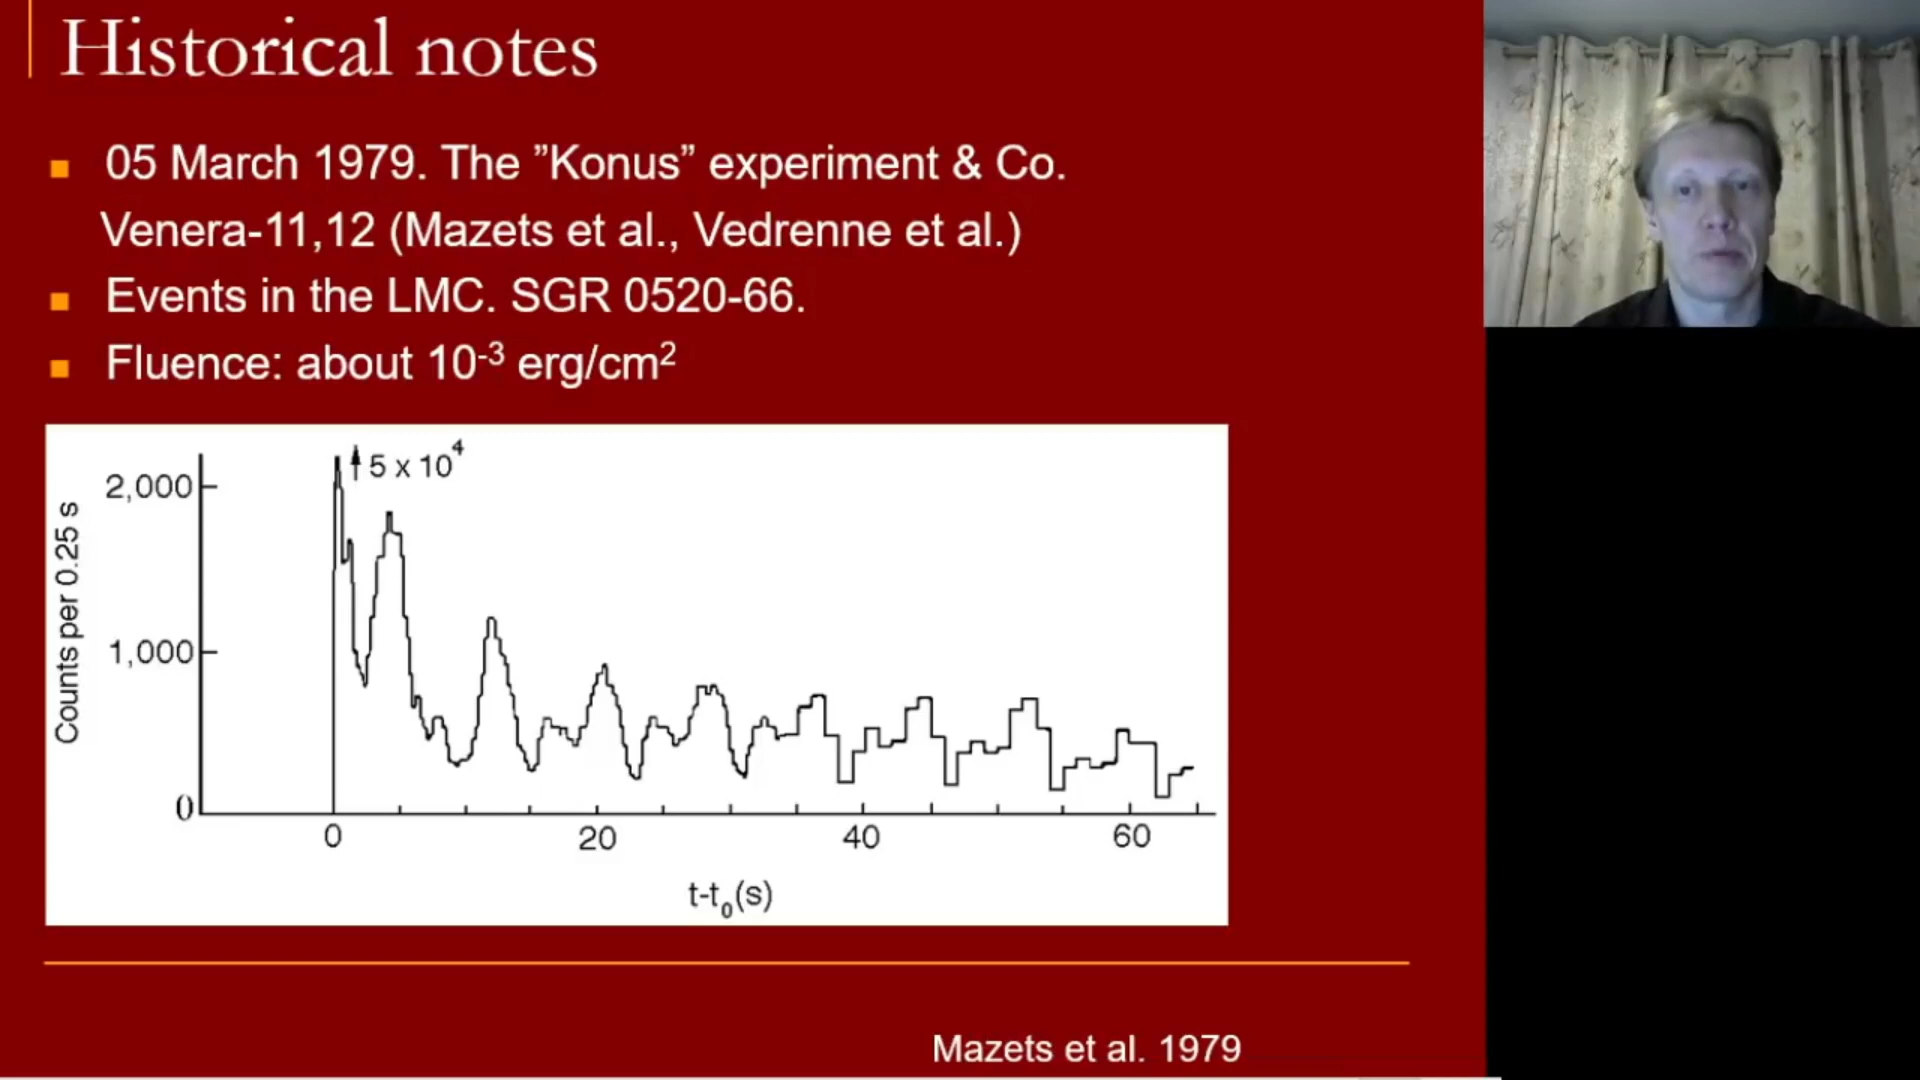 Historical notes
05 March 1979. The ”Konus” experiment & Co.
Venera-11,12 (Mazets et al., Vedrenne et al.)
Events in the LMC. SGR 0520-66.
Fluence: about 10⁻³ erg/cm²
5 x 10⁴
2,000
1,000
0
Counts per 0.25 s
0 20 40 60
t-t₀(s)
Mazets et al. 1979